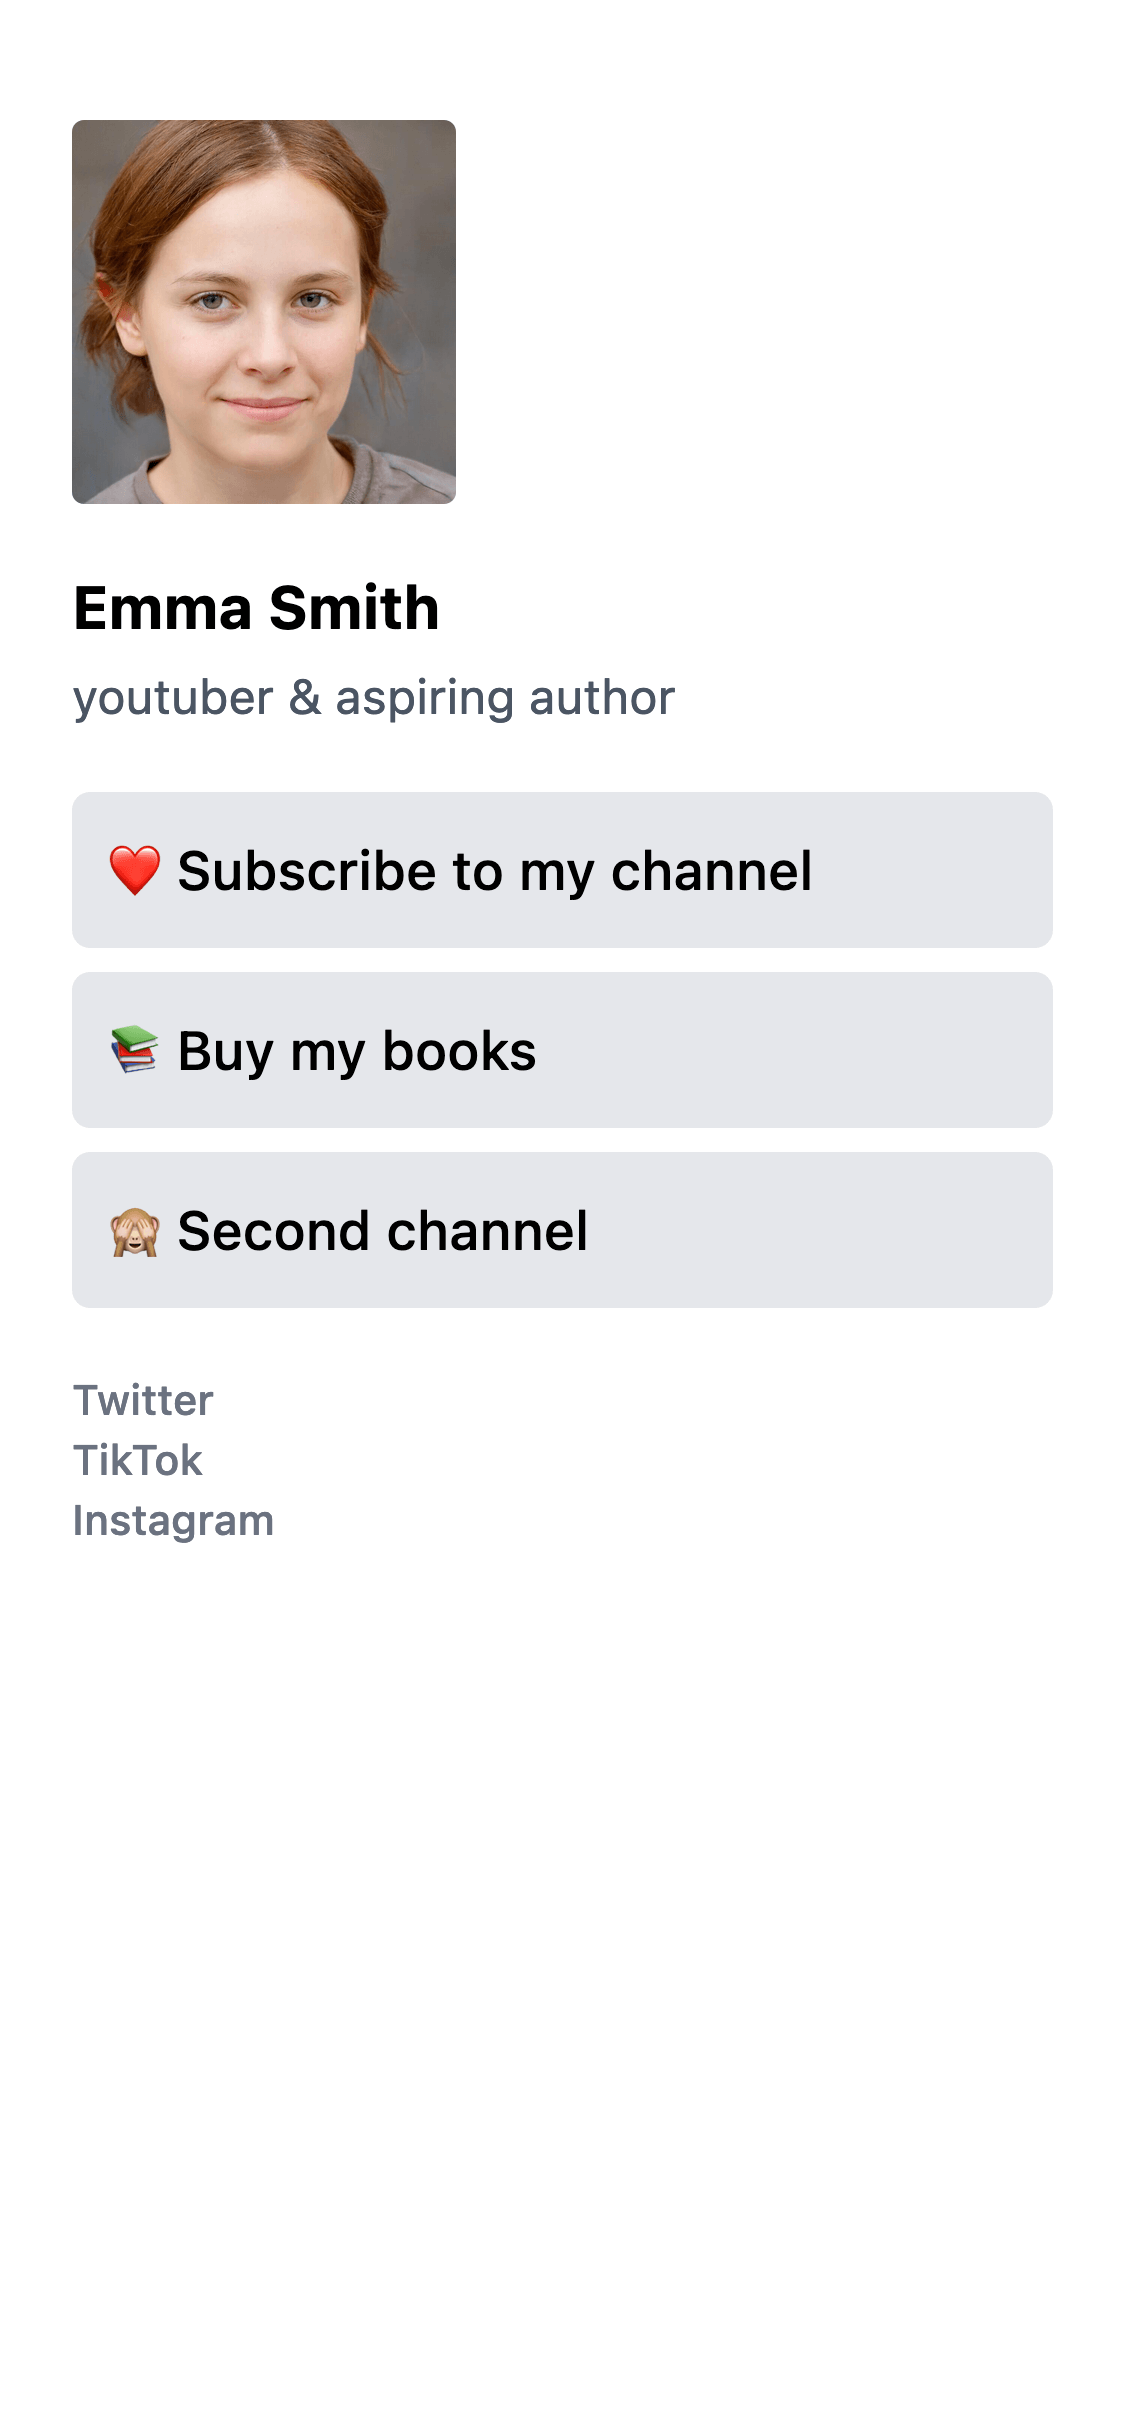 Emma Smith
youtuber & aspiring author
❤️ Subscribe to my channel
📚 Buy my books
🙈 Second channel
Twitter
TikTok
Instagram